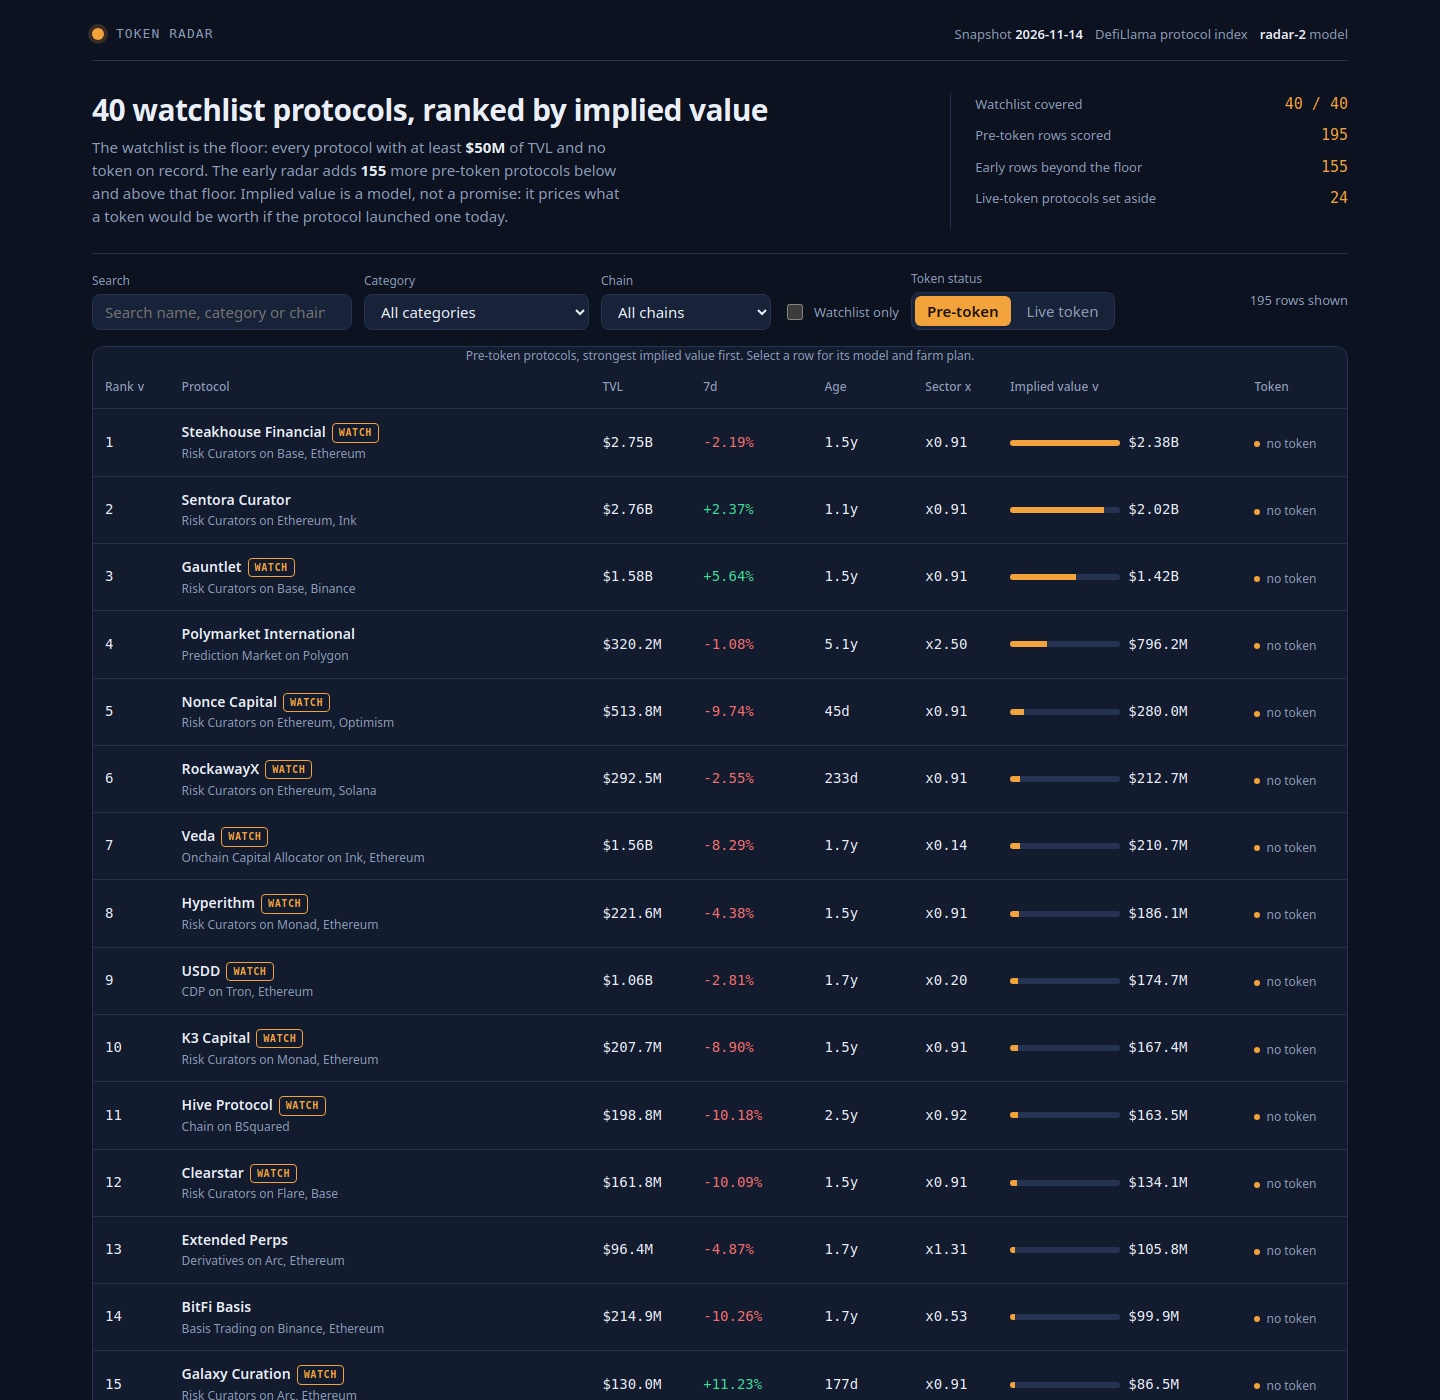 TOKEN RADAR
Snapshot 2026-11-14 DefiLlama protocol index radar-2 model
40 watchlist protocols, ranked by implied value
The watchlist is the floor: every protocol with at least $50M of TVL and no
token on record. The early radar adds 155 more pre-token protocols below
and above that floor. Implied value is a model, not a promise: it prices what
a token would be worth if the protocol launched one today.
Watchlist covered 40 / 40
Pre-token rows scored 195
Early rows beyond the floor 155
Live-token protocols set aside 24
Search Category Chain Token status
Search name, category or chain All categories All chains Watchlist only Pre-token Live token 195 rows shown
Pre-token protocols, strongest implied value first. Select a row for its model and farm plan.
Rank v Protocol TVL 7d Age Sector x Implied value v Token
1 Steakhouse Financial WATCH $2.75B -2.19% 1.5y x0.91 $2.38B no token
Risk Curators on Base, Ethereum
2 Sentora Curator $2.76B +2.37% 1.1y x0.91 $2.02B no token
Risk Curators on Ethereum, Ink
3 Gauntlet WATCH $1.58B +5.64% 1.5y x0.91 $1.42B no token
Risk Curators on Base, Binance
4 Polymarket International $320.2M -1.08% 5.1y x2.50 $796.2M no token
Prediction Market on Polygon
5 Nonce Capital WATCH $513.8M -9.74% 45d x0.91 $280.0M no token
Risk Curators on Ethereum, Optimism
6 RockawayX WATCH $292.5M -2.55% 233d x0.91 $212.7M no token
Risk Curators on Ethereum, Solana
7 Veda WATCH $1.56B -8.29% 1.7y x0.14 $210.7M no token
Onchain Capital Allocator on Ink, Ethereum
8 Hyperithm WATCH $221.6M -4.38% 1.5y x0.91 $186.1M no token
Risk Curators on Monad, Ethereum
9 USDD WATCH $1.06B -2.81% 1.7y x0.20 $174.7M no token
CDP on Tron, Ethereum
10 K3 Capital WATCH $207.7M -8.90% 1.5y x0.91 $167.4M no token
Risk Curators on Monad, Ethereum
11 Hive Protocol WATCH $198.8M -10.18% 2.5y x0.92 $163.5M no token
Chain on BSquared
12 Clearstar WATCH $161.8M -10.09% 1.5y x0.91 $134.1M no token
Risk Curators on Flare, Base
13 Extended Perps $96.4M -4.87% 1.7y x1.31 $105.8M no token
Derivatives on Arc, Ethereum
14 BitFi Basis $214.9M -10.26% 1.7y x0.53 $99.9M no token
Basis Trading on Binance, Ethereum
15 Galaxy Curation WATCH $130.0M +11.23% 177d x0.91 $86.5M no token
Risk Curators on Arc, Ethereum